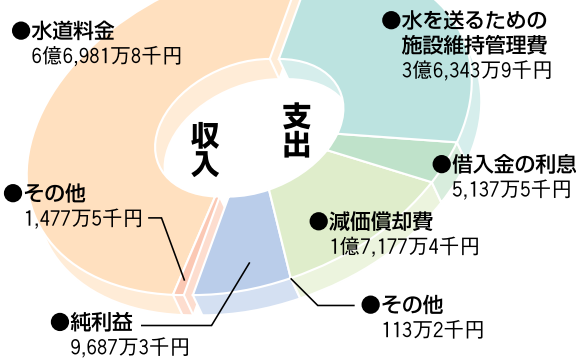 ●水道料金
6億6,981万8千円
●水を送るための
施設維持管理費
3億6,343万9千円
支出
収入
●借入金の利息
5,137万5千円
●その他
1,477万5千円
●減価償却費
1億7,177万4千円
●その他
113万2千円
●純利益
9,687万3千円